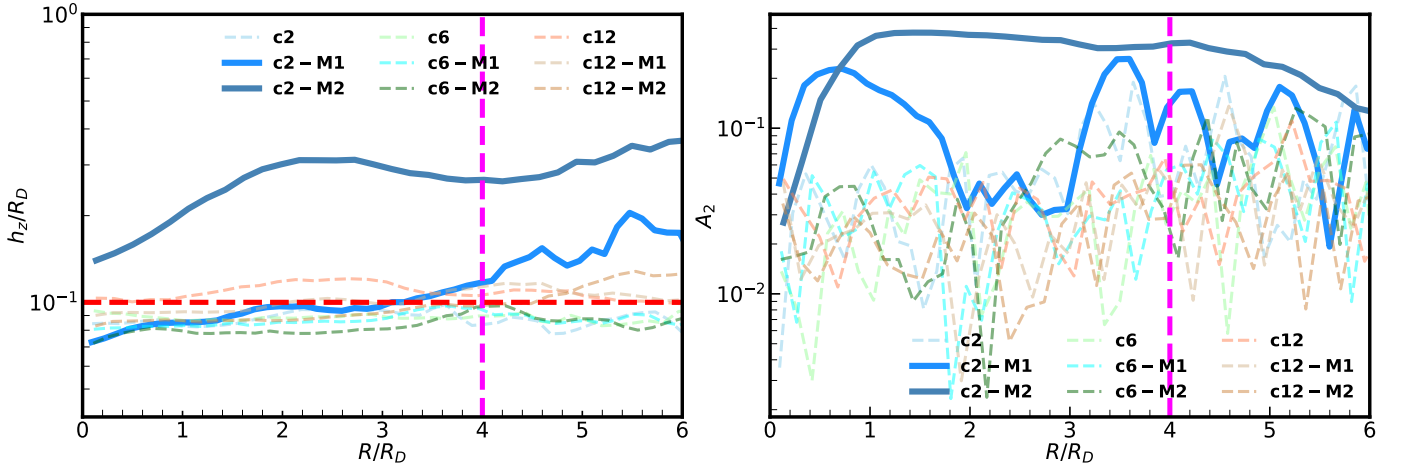 10⁰
c2 c6 c12
c2 − M1 c6 − M1 c12 − M1
c2 − M2 c6 − M2 c12 − M2
h_z/R_D
10⁻¹
0 1 2 3 4 5 6
R/R_D
A₂
10⁻¹
10⁻²
c2 c6 c12
c2 − M1 c6 − M1 c12 − M1
c2 − M2 c6 − M2 c12 − M2
0 1 2 3 4 5 6
R/R_D